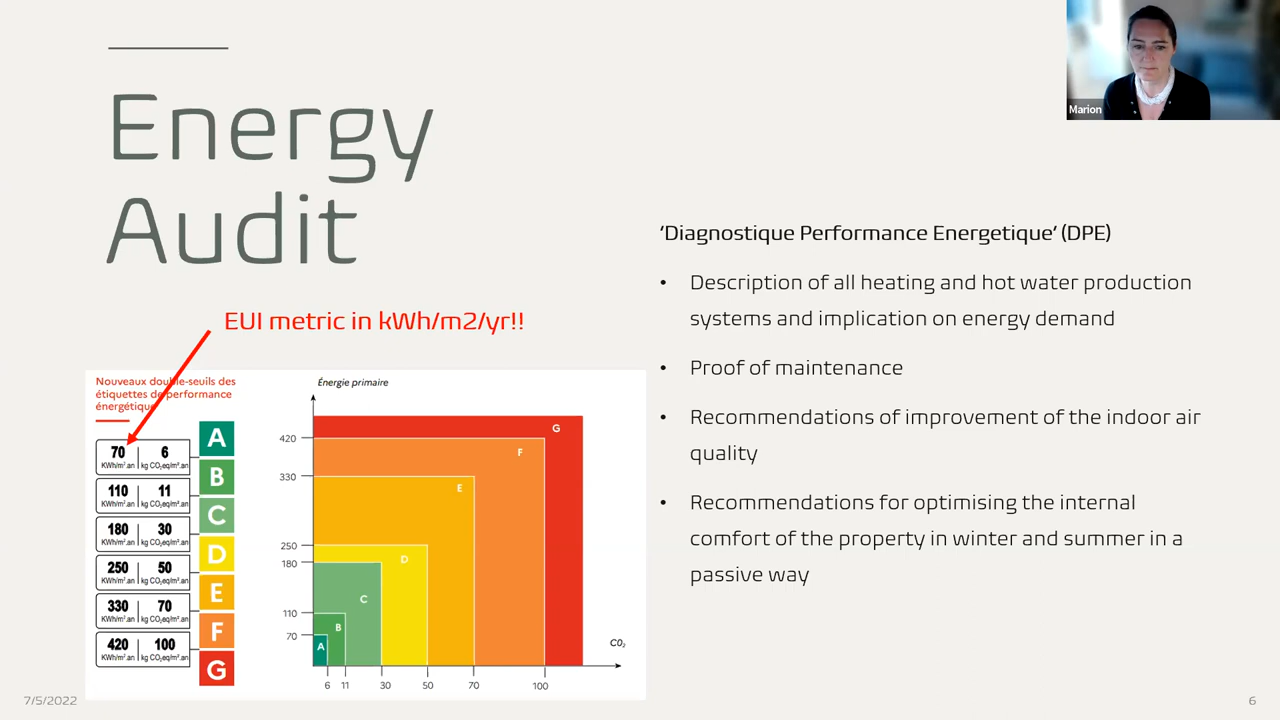 Energy
Audit
Marion
'Diagnostique Performance Energetique' (DPE)
• Description of all heating and hot water production
systems and implication on energy demand
• Proof of maintenance
• Recommendations of improvement of the indoor air
quality
• Recommendations for optimising the internal
comfort of the property in winter and summer in a
passive way
EUI metric in kWh/m2/yr!!
Nouveaux double-seuils des
étiquettes de performance
énergétique
70 | 6
KWh/m².an | kg CO₂eq/m².an
110 | 11
KWh/m².an | kg CO₂eq/m².an
180 | 30
KWh/m².an | kg CO₂eq/m².an
250 | 50
KWh/m².an | kg CO₂eq/m².an
330 | 70
KWh/m².an | kg CO₂eq/m².an
420 | 100
KWh/m².an | kg CO₂eq/m².an
A
B
C
D
E
F
G
Énergie primaire
420
330
250
180
110
70
G
F
E
D
C
B
A
C0₂
6 11 30 50 70 100
7/5/2022
6